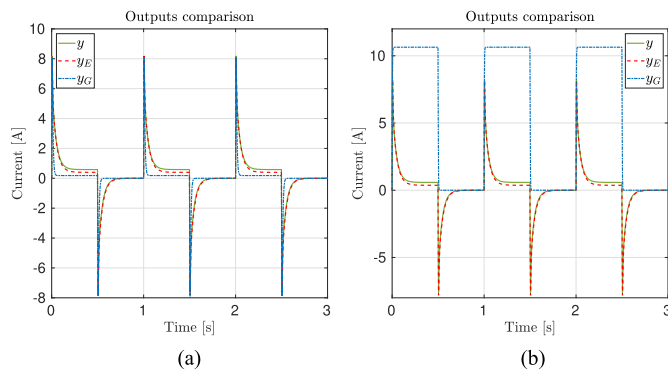 Outputs comparison
10
8
6
4
2
0
-2
-4
-6
-8
Current [A]
y
y_E
y_G
0
1
2
3
Time [s]
(a)
Outputs comparison
10
5
0
-5
Current [A]
y
y_E
y_G
0
1
2
3
Time [s]
(b)